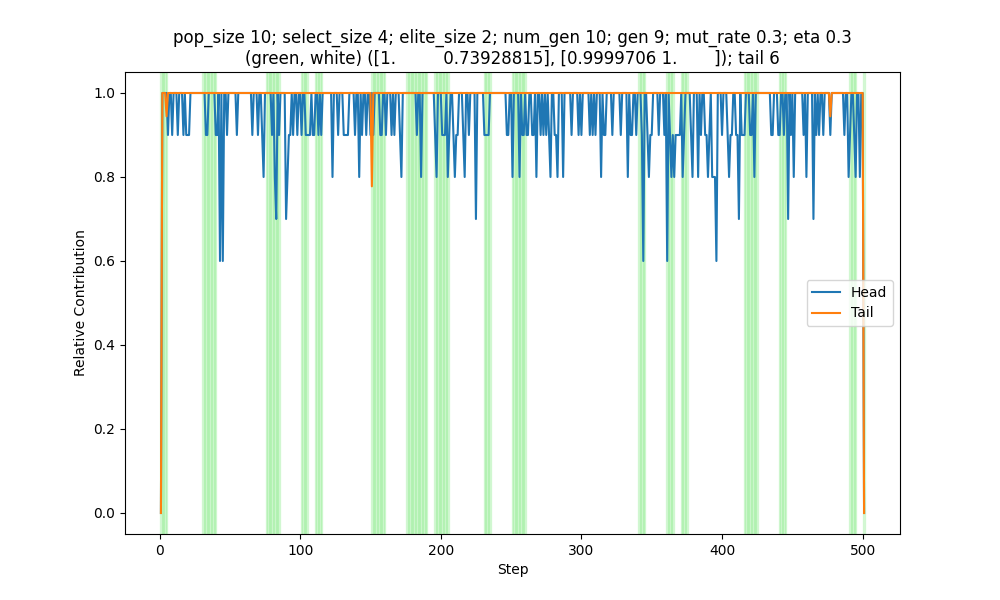 pop_size 10; select_size 4; elite_size 2; num_gen 10; gen 9; mut_rate 0.3; eta 0.3
(green, white) ([1.          0.73928815], [0.9999706 1.        ]); tail 6
1.0
0.8
0.6
0.4
0.2
0.0
Relative Contribution
Head
Tail
0
100
200
300
400
500
Step